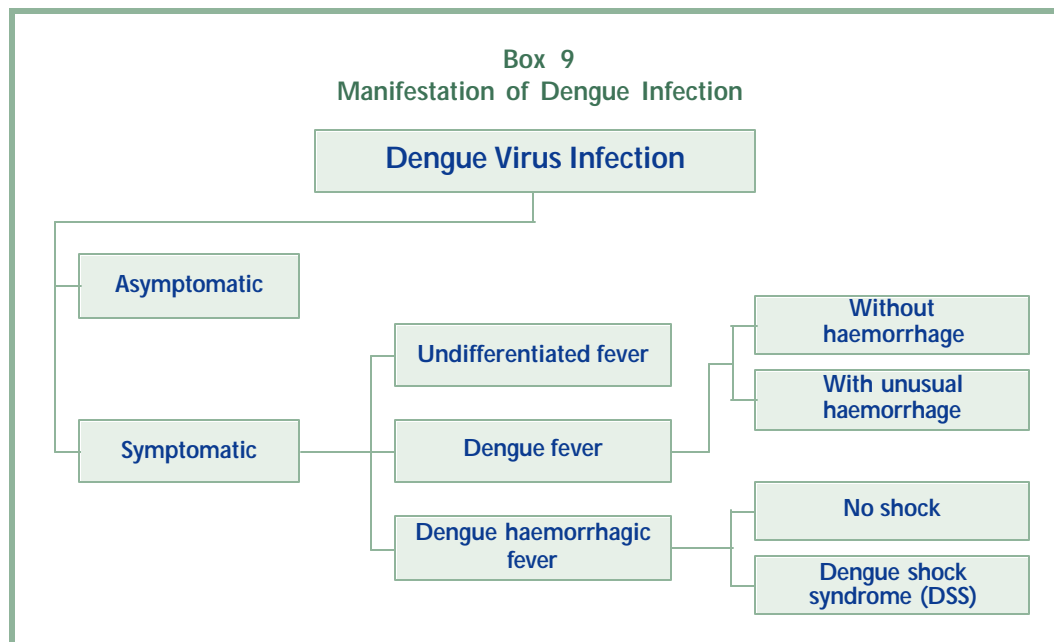 Box 9
Manifestation of Dengue Infection
Dengue Virus Infection
Asymptomatic
Symptomatic
Undifferentiated fever
Dengue fever
Dengue haemorrhagic
fever
Without
haemorrhage
With unusual
haemorrhage
No shock
Dengue shock
syndrome (DSS)